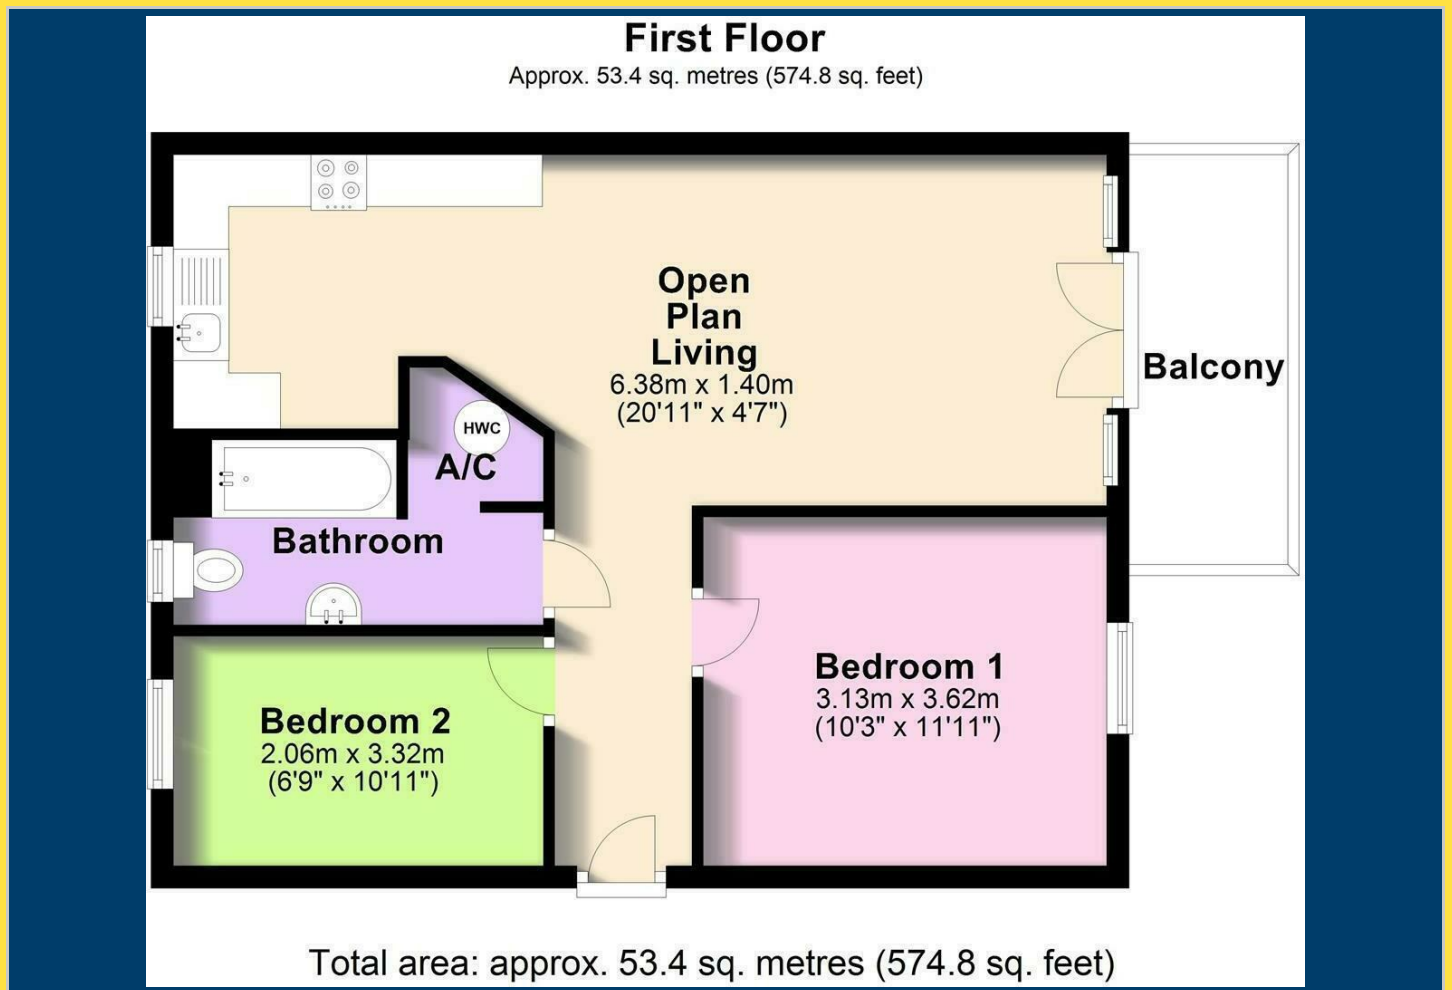 First Floor
Approx. 53.4 sq. metres (574.8 sq. feet)
Open
Plan
Living
6.38m x 1.40m
(20'11" x 4'7")
Balcony
HWC
A/C
Bathroom
Bedroom 1
3.13m x 3.62m
(10'3" x 11'11")
Bedroom 2
2.06m x 3.32m
(6'9" x 10'11")
Total area: approx. 53.4 sq. metres (574.8 sq. feet)